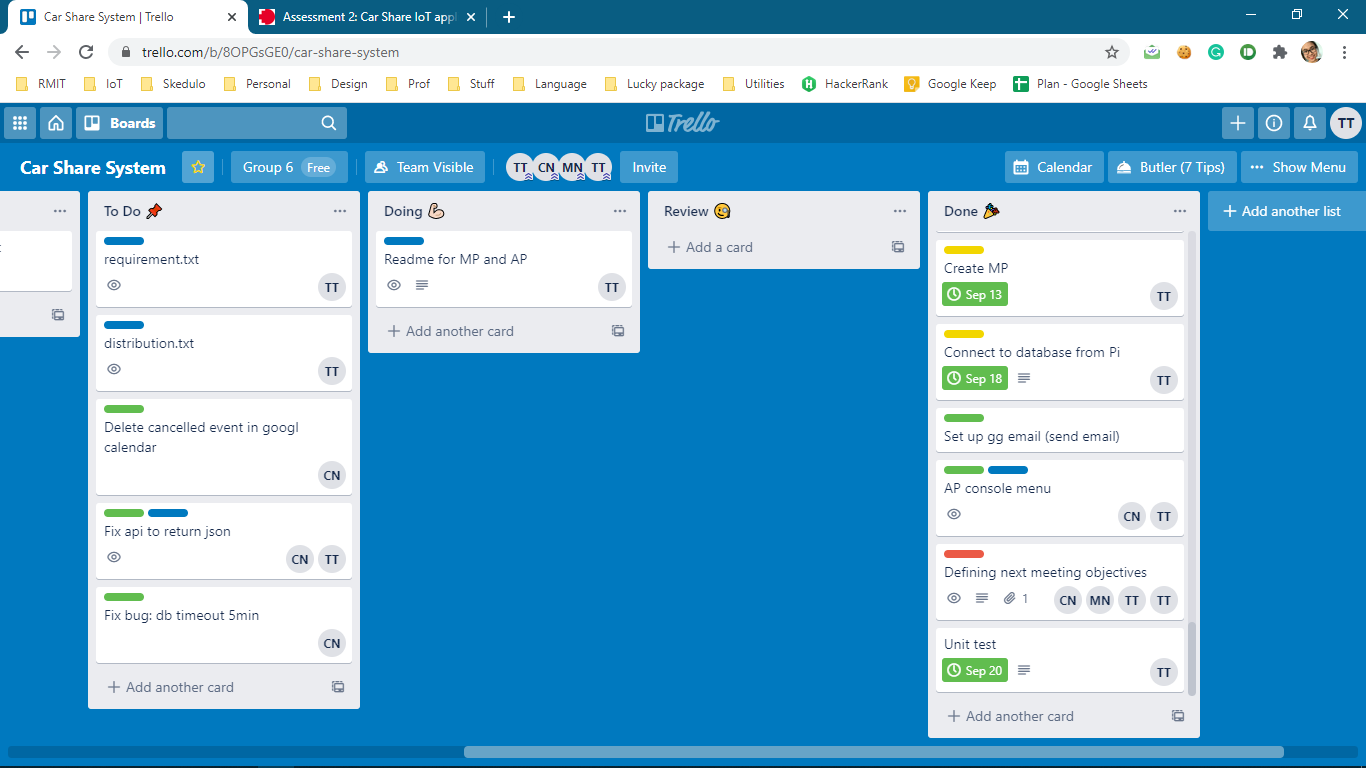 Car Share System | Trello
Assessment 2: Car Share IoT appl
trello.com/b/8OPGsGE0/car-share-system
RMIT
IoT
Skedulo
Personal
Design
Prof
Stuff
Language
Lucky package
Utilities
HackerRank
Google Keep
Plan - Google Sheets
Boards
Trello
TT
Car Share System
Group 6 Free
Team Visible
TT CN MN TT
Invite
Calendar
Butler (7 Tips)
Show Menu
To Do
requirement.txt
TT
distribution.txt
TT
Delete cancelled event in googl
calendar
CN
Fix api to return json
CN TT
Fix bug: db timeout 5min
CN
Add another card
Doing
Readme for MP and AP
TT
Add another card
Review
Add a card
Done
Create MP
Sep 13
TT
Connect to database from Pi
Sep 18
TT
Set up gg email (send email)
AP console menu
CN TT
Defining next meeting objectives
1
CN MN TT TT
Unit test
Sep 20
TT
Add another card
Add another list